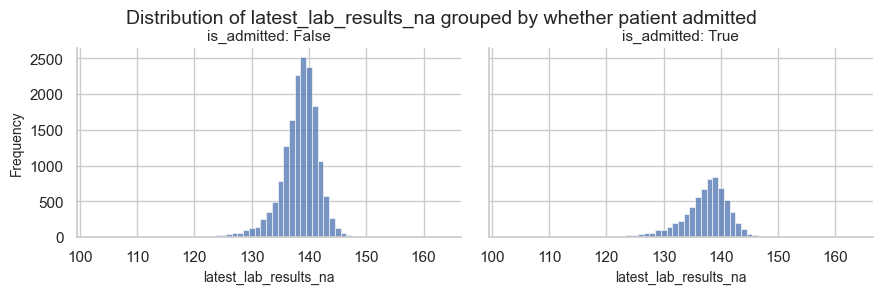 Distribution of latest_lab_results_na grouped by whether patient admitted
is_admitted: False
is_admitted: True
Frequency
2500
2000
1500
1000
500
0
100 110 120 130 140 150 160
100 110 120 130 140 150 160
latest_lab_results_na
latest_lab_results_na